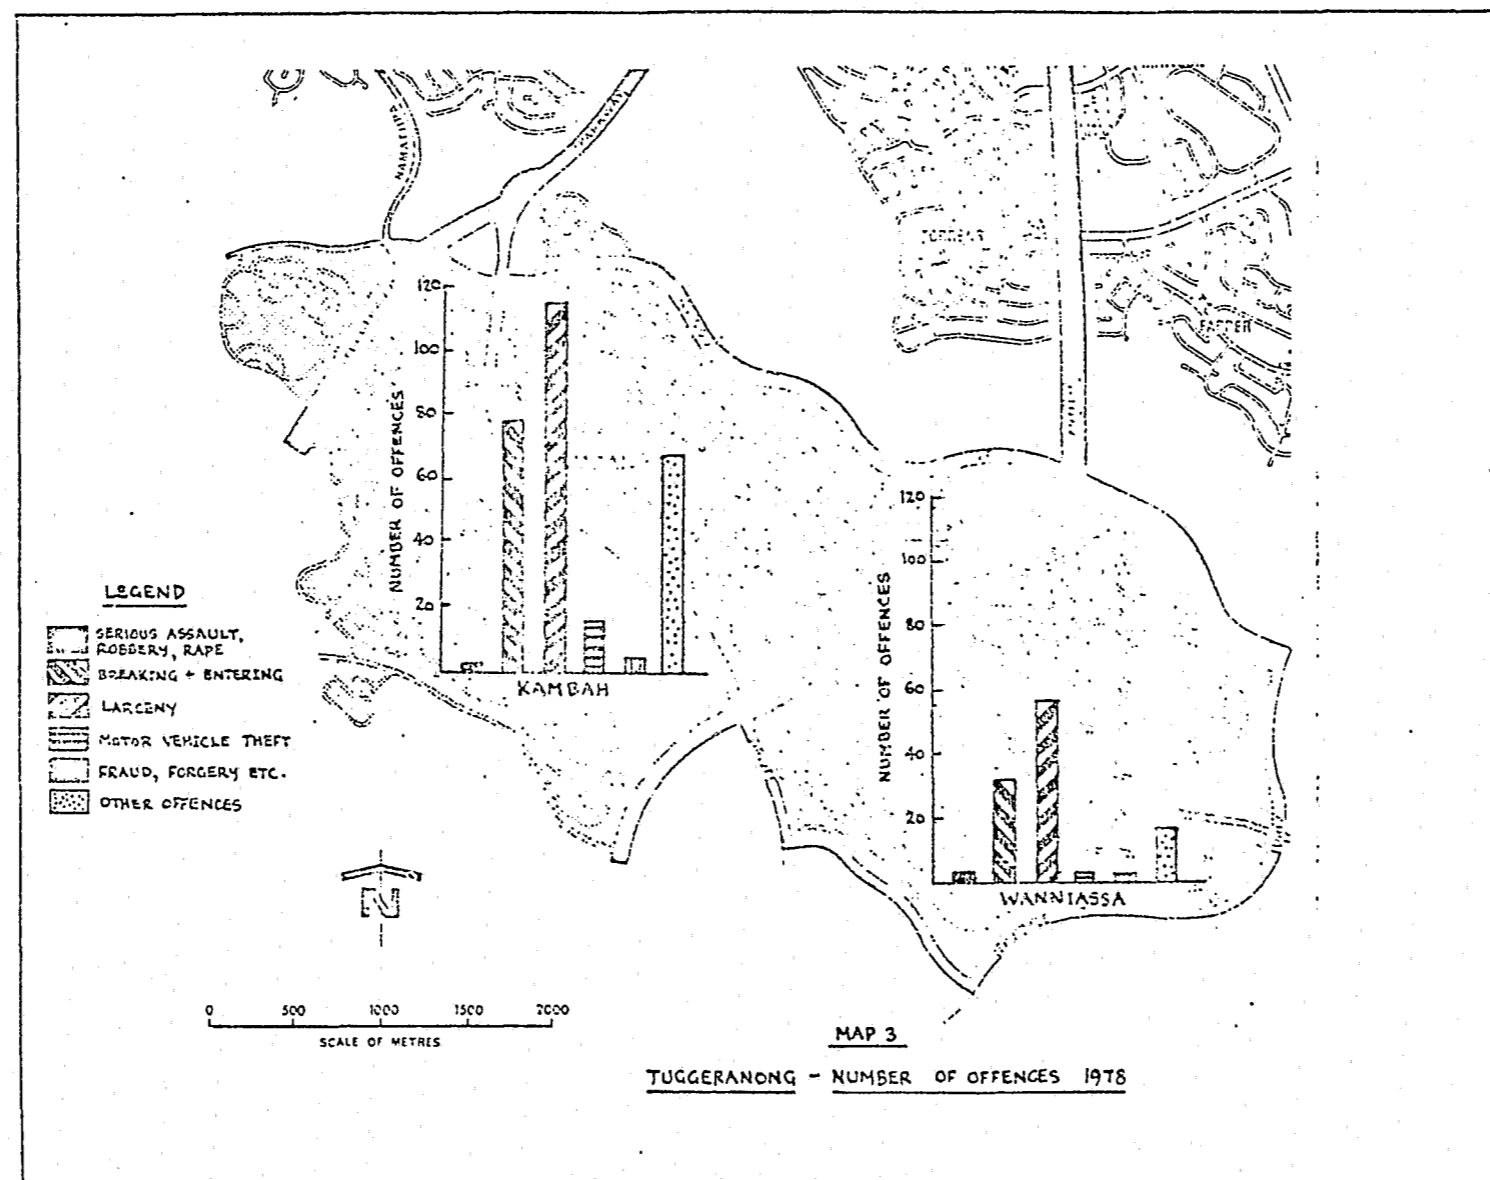 NAMATJIRA
PARKWAY
TORRENS
FARRER
120
100
80
60
40
20
NUMBER OF OFFENCES
KAMBAH
120
100
80
60
40
20
NUMBER OF OFFENCES
WANNIASSA
LEGEND
SERIOUS ASSAULT,
ROBBERY, RAPE
BREAKING + ENTERING
LARCENY
MOTOR VEHICLE THEFT
FRAUD, FORGERY ETC.
OTHER OFFENCES
N
0 500 1000 1500 2000
SCALE OF METRES
MAP 3
TUGGERANONG - NUMBER OF OFFENCES 1978